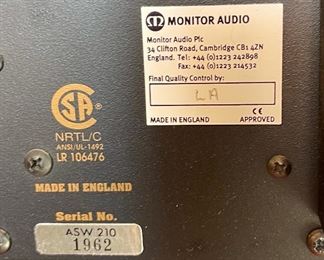 MONITOR AUDIO
Monitor Audio Plc
34 Clifton Road, Cambridge CB1 4ZN
England. Tel: +44 (0)1223 242898
Fax: +44 (0)1223 214532
Final Quality Control by:
LA
MADE IN ENGLAND
CE
APPROVED
SA
NRTL/C
ANSI/UL-1492
LR 106476
MADE IN ENGLAND
Serial No.
ASW 210
1962